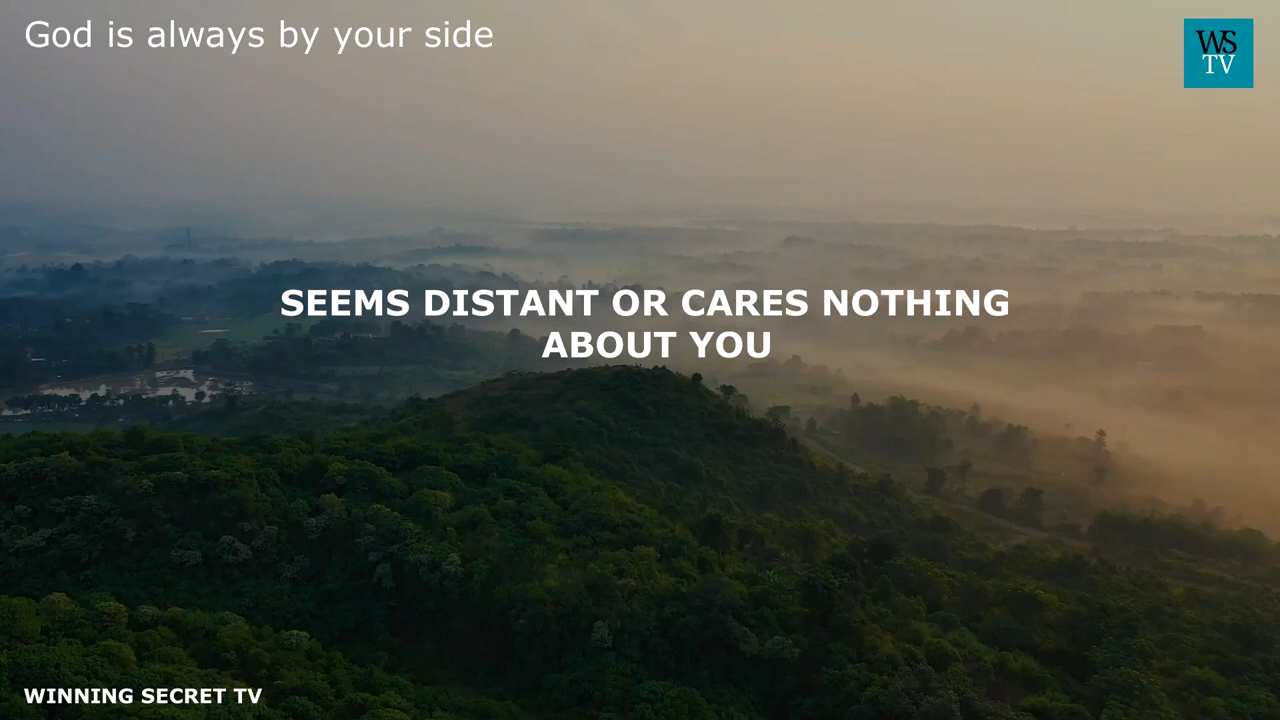 God is always by your side
WS
TV
SEEMS DISTANT OR CARES NOTHING
ABOUT YOU
WINNING SECRET TV